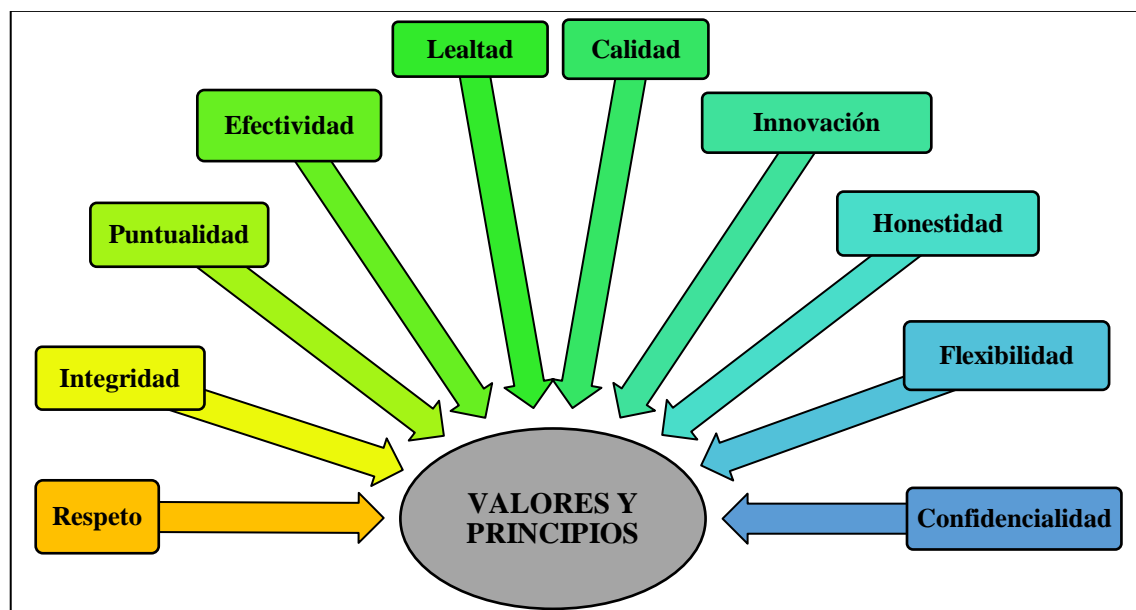 Lealtad
Calidad
Efectividad
Innovación
Puntualidad
Honestidad
Integridad
Flexibilidad
Respeto
VALORES Y
PRINCIPIOS
Confidencialidad